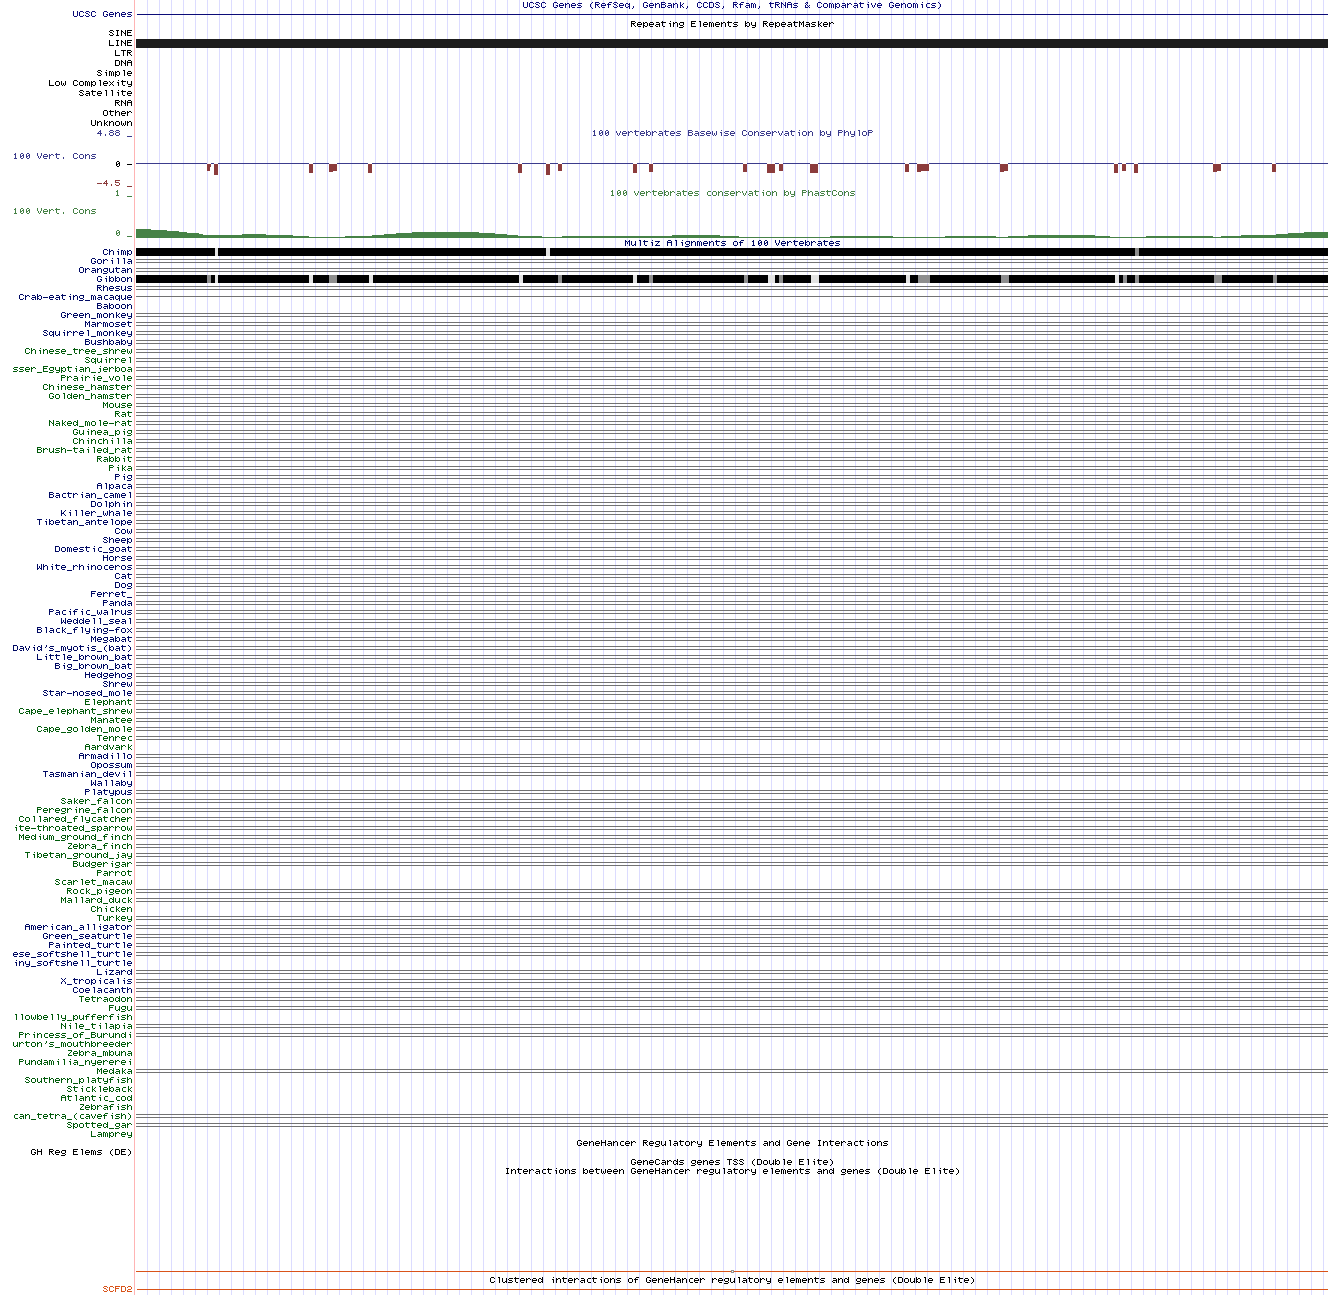 UCSC Genes (RefSeq, GenBank, CCDS, Rfam, tRNAs & Comparative Genomics)
UCSC Genes
Repeating Elements by RepeatMasker
SINE
LINE
LTR
DNA
Simple
Low Complexity
Satellite
RNA
Other
Unknown
4.88 _
100 vertebrates Basewise Conservation by PhyloP
100 Vert. Cons
0 -
-4.5 _
1 _
100 vertebrates conservation by PhastCons
100 Vert. Cons
0 _
Multiz Alignments of 100 Vertebrates
Chimp
Gorilla
Orangutan
Gibbon
Rhesus
Crab-eating_macaque
Baboon
Green_monkey
Marmoset
Squirrel_monkey
Bushbaby
Chinese_tree_shrew
Squirrel
sser_Egyptian_jerboa
Prairie_vole
Chinese_hamster
Golden_hamster
Mouse
Rat
Naked_mole-rat
Guinea_pig
Chinchilla
Brush-tailed_rat
Rabbit
Pika
Pig
Alpaca
Bactrian_camel
Dolphin
Killer_whale
Tibetan_antelope
Cow
Sheep
Domestic_goat
Horse
White_rhinoceros
Cat
Dog
Ferret_
Panda
Pacific_walrus
Weddell_seal
Black_flying-fox
Megabat
David's_myotis_(bat)
Little_brown_bat
Big_brown_bat
Hedgehog
Shrew
Star-nosed_mole
Elephant
Cape_elephant_shrew
Manatee
Cape_golden_mole
Tenrec
Aardvark
Armadillo
Opossum
Tasmanian_devil
Wallaby
Platypus
Saker_falcon
Peregrine_falcon
Collared_flycatcher
ite-throated_sparrow
Medium_ground_finch
Zebra_finch
Tibetan_ground_jay
Budgerigar
Parrot
Scarlet_macaw
Rock_pigeon
Mallard_duck
Chicken
Turkey
American_alligator
Green_seaturtle
Painted_turtle
ese_softshell_turtle
iny_softshell_turtle
Lizard
X_tropicalis
Coelacanth
Tetraodon
Fugu
llowbelly_pufferfish
Nile_tilapia
Princess_of_Burundi
urton's_mouthbreeder
Zebra_mbuna
Pundamilia_nyererei
Medaka
Southern_platyfish
Stickleback
Atlantic_cod
Zebrafish
can_tetra_(cavefish)
Spotted_gar
Lamprey
GeneHancer Regulatory Elements and Gene Interactions
GH Reg Elems (DE)
GeneCards genes TSS (Double Elite)
Interactions between GeneHancer regulatory elements and genes (Double Elite)
Clustered interactions of GeneHancer regulatory elements and genes (Double Elite)
SCFD2